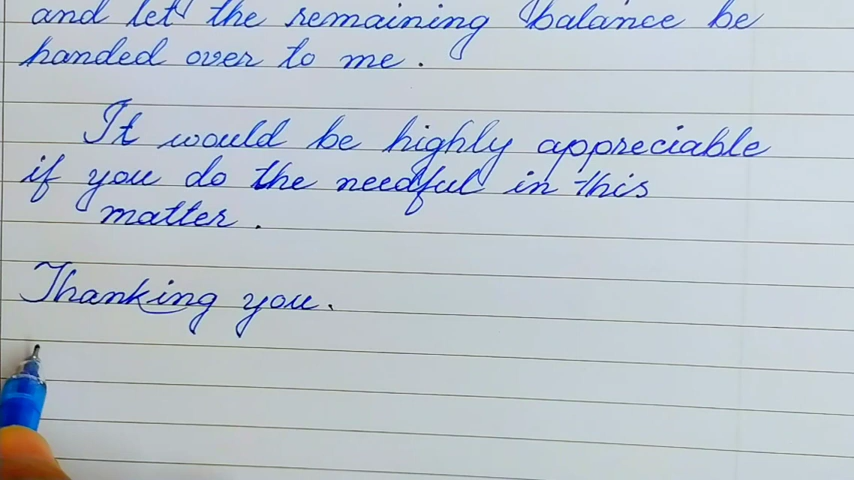 and let the remaining balance be
handed over to me.
It would be highly appreciable
if you do the needful in this
matter.
Thanking you.